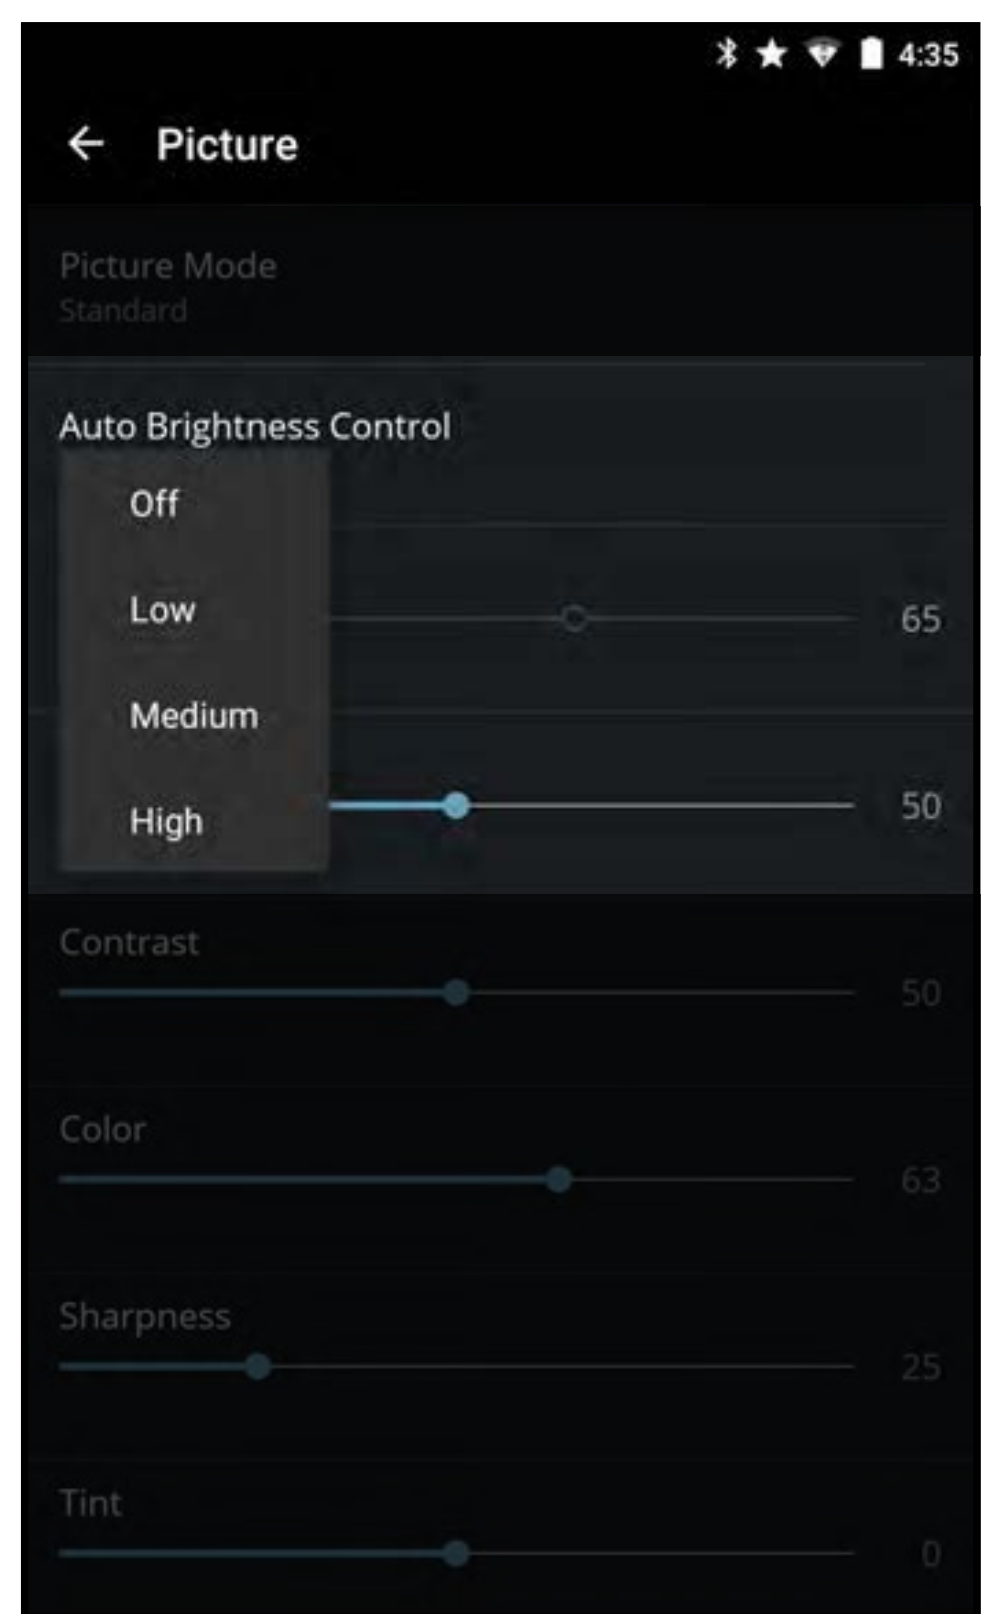 4:35
Picture
Picture Mode
Standard
Auto Brightness Control
Off
Low
65
Medium
High
50
Contrast
50
Color
63
Sharpness
25
Tint
0